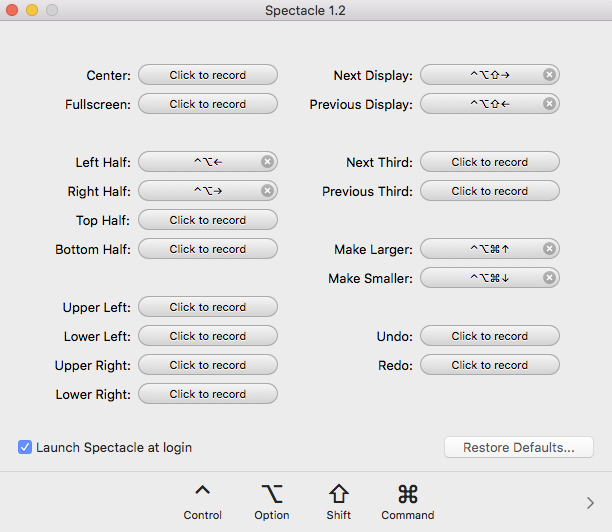 Spectacle 1.2
Center: Click to record
Fullscreen: Click to record
Left Half: ^⌥←
Right Half: ^⌥→
Top Half: Click to record
Bottom Half: Click to record
Upper Left: Click to record
Lower Left: Click to record
Upper Right: Click to record
Lower Right: Click to record
Next Display: ^⌥⇧→
Previous Display: ^⌥⇧←
Next Third: Click to record
Previous Third: Click to record
Make Larger: ^⌥⌘↑
Make Smaller: ^⌥⌘↓
Undo: Click to record
Redo: Click to record
Launch Spectacle at login
Restore Defaults...
^ ⌥ ⇧ ⌘
Control Option Shift Command